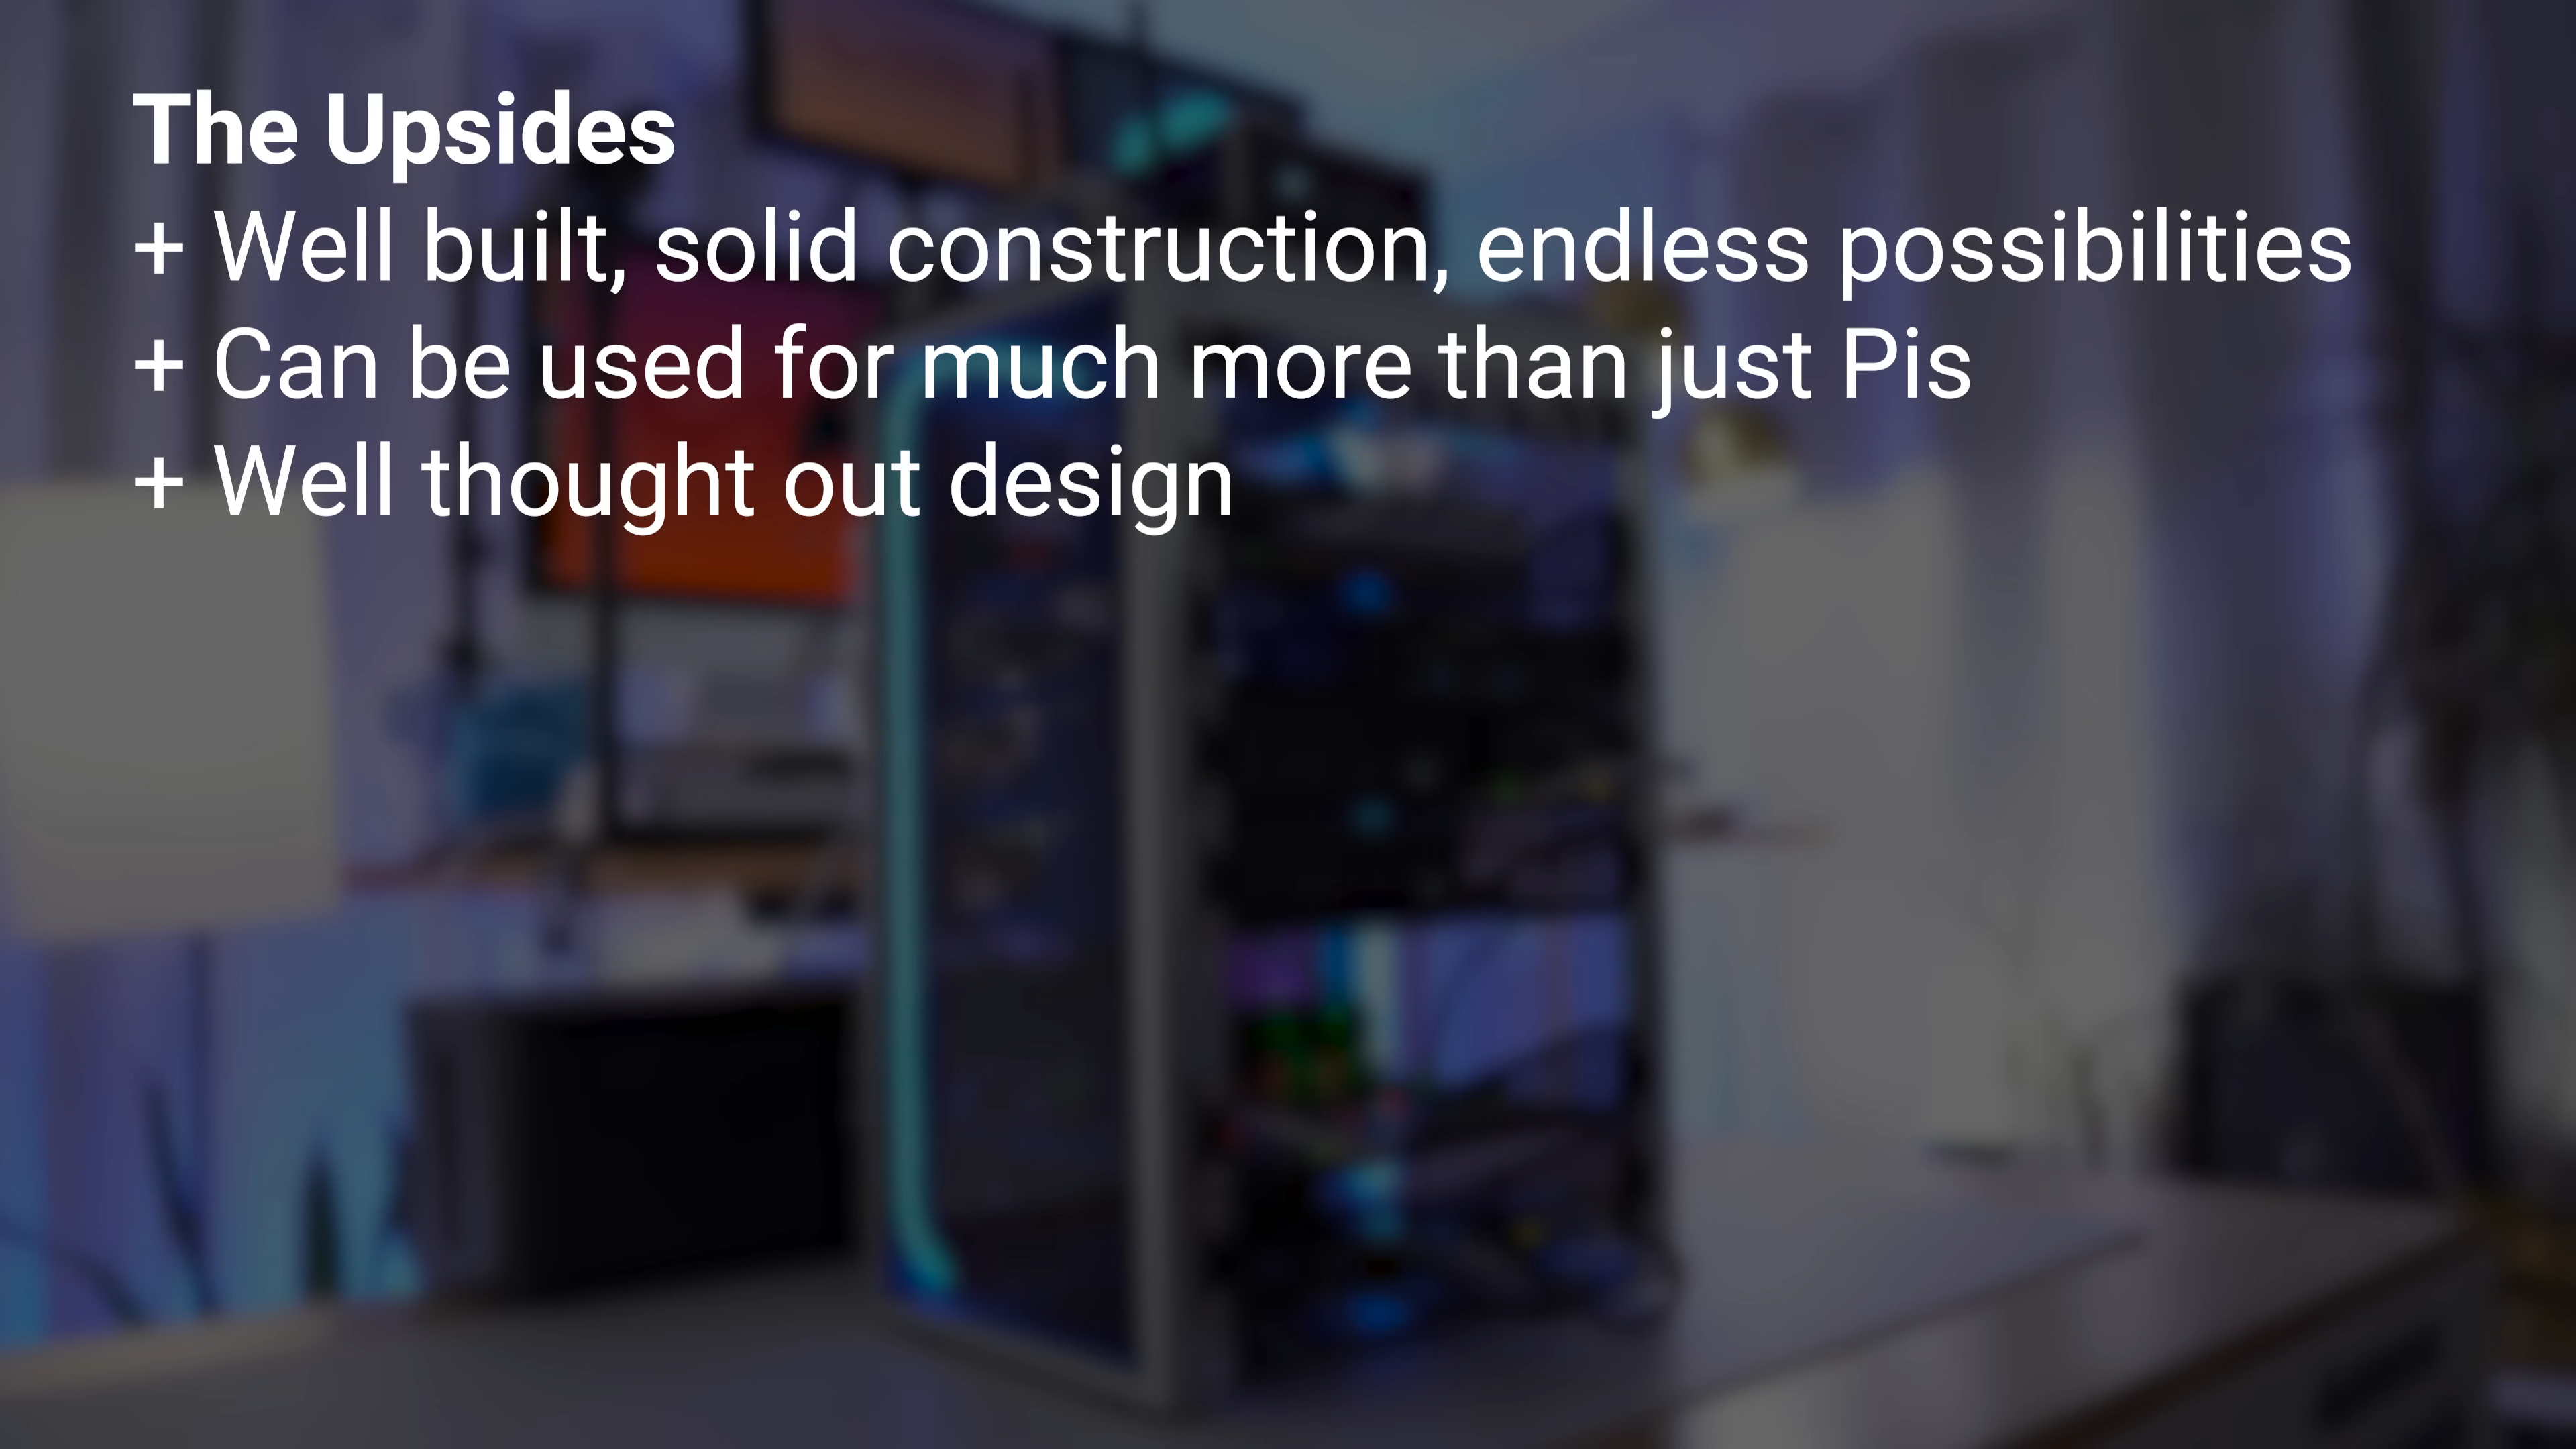 The Upsides
+ Well built, solid construction, endless possibilities
+ Can be used for much more than just Pis
+ Well thought out design